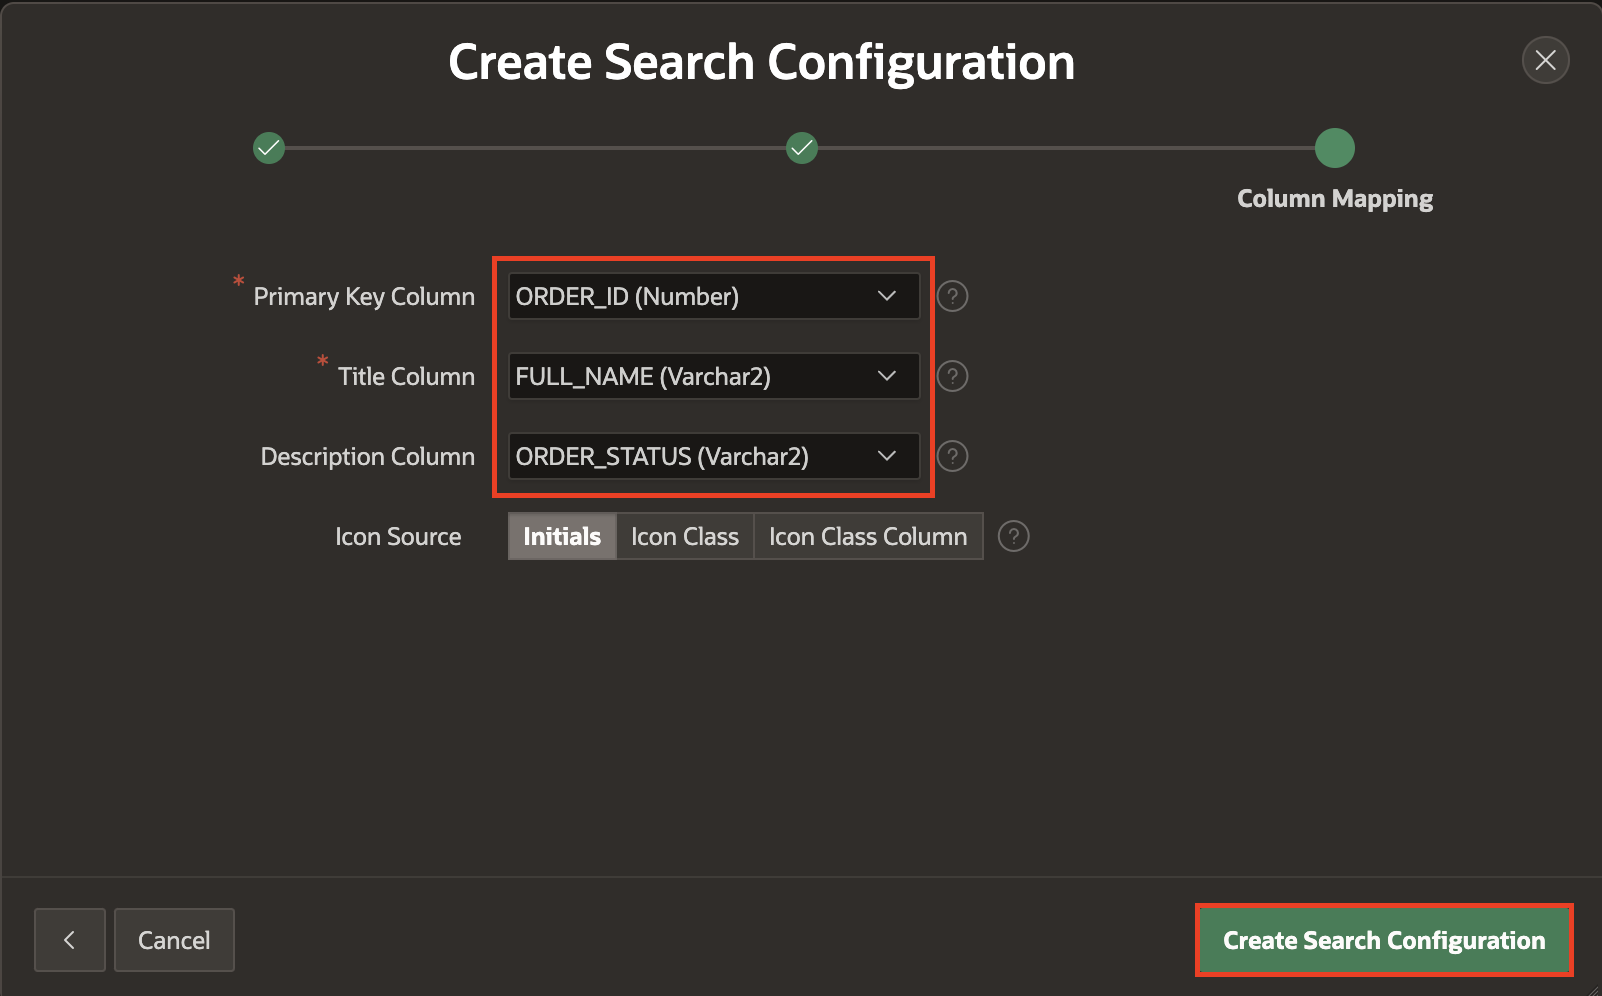 Create Search Configuration
Column Mapping
* Primary Key Column ORDER_ID (Number) ?
* Title Column FULL_NAME (Varchar2) ?
Description Column ORDER_STATUS (Varchar2) ?
Icon Source Initials Icon Class Icon Class Column ?
Cancel Create Search Configuration